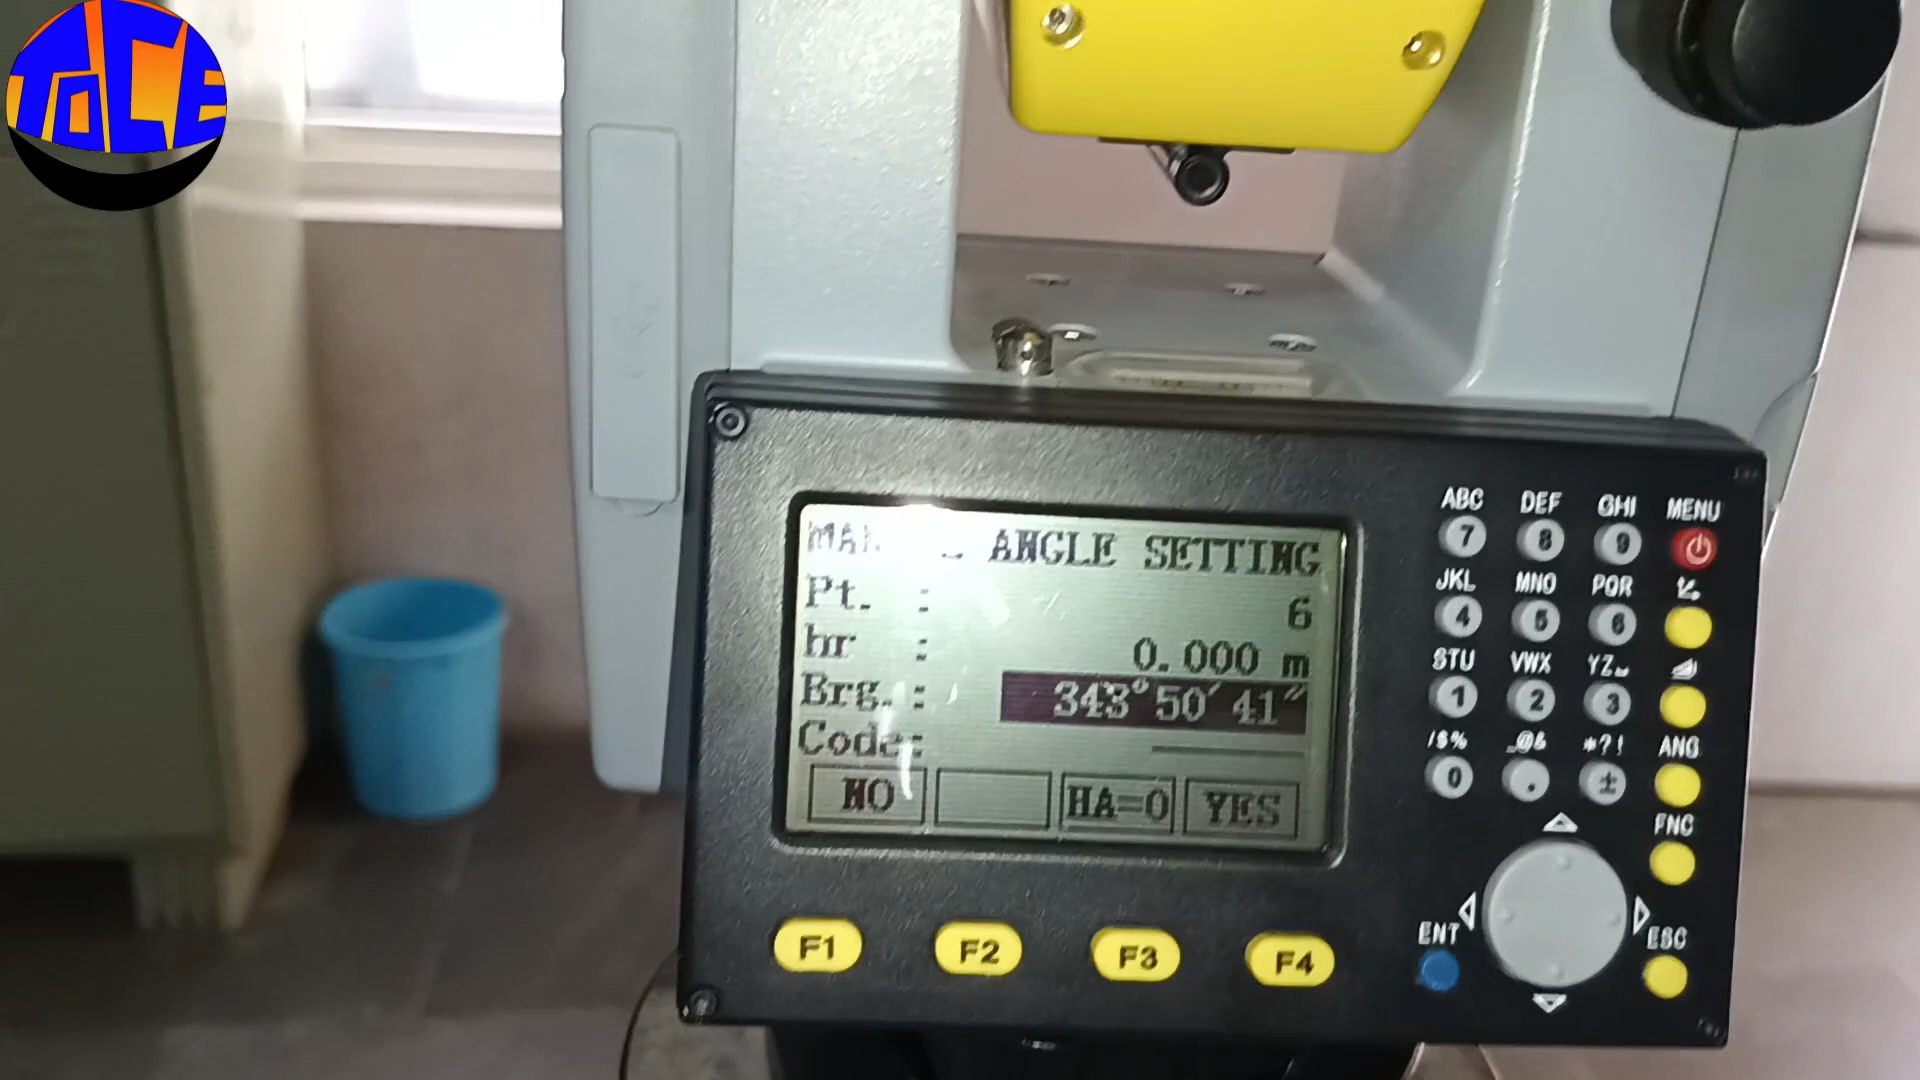 TOCE
ANGLE SETTING
Pt. : 6
hr : 0.000 m
Brg. : 343°50′41″
Code:
NO HA=0 YES
F1 F2 F3 F4
ABC DEF GHI MENU
7 8 9
JKL MNO PQR
4 5 6
STU VWX YZ
1 2 3
/$% _@& *?! ANG
0 . ±
FNC
ENT ESC